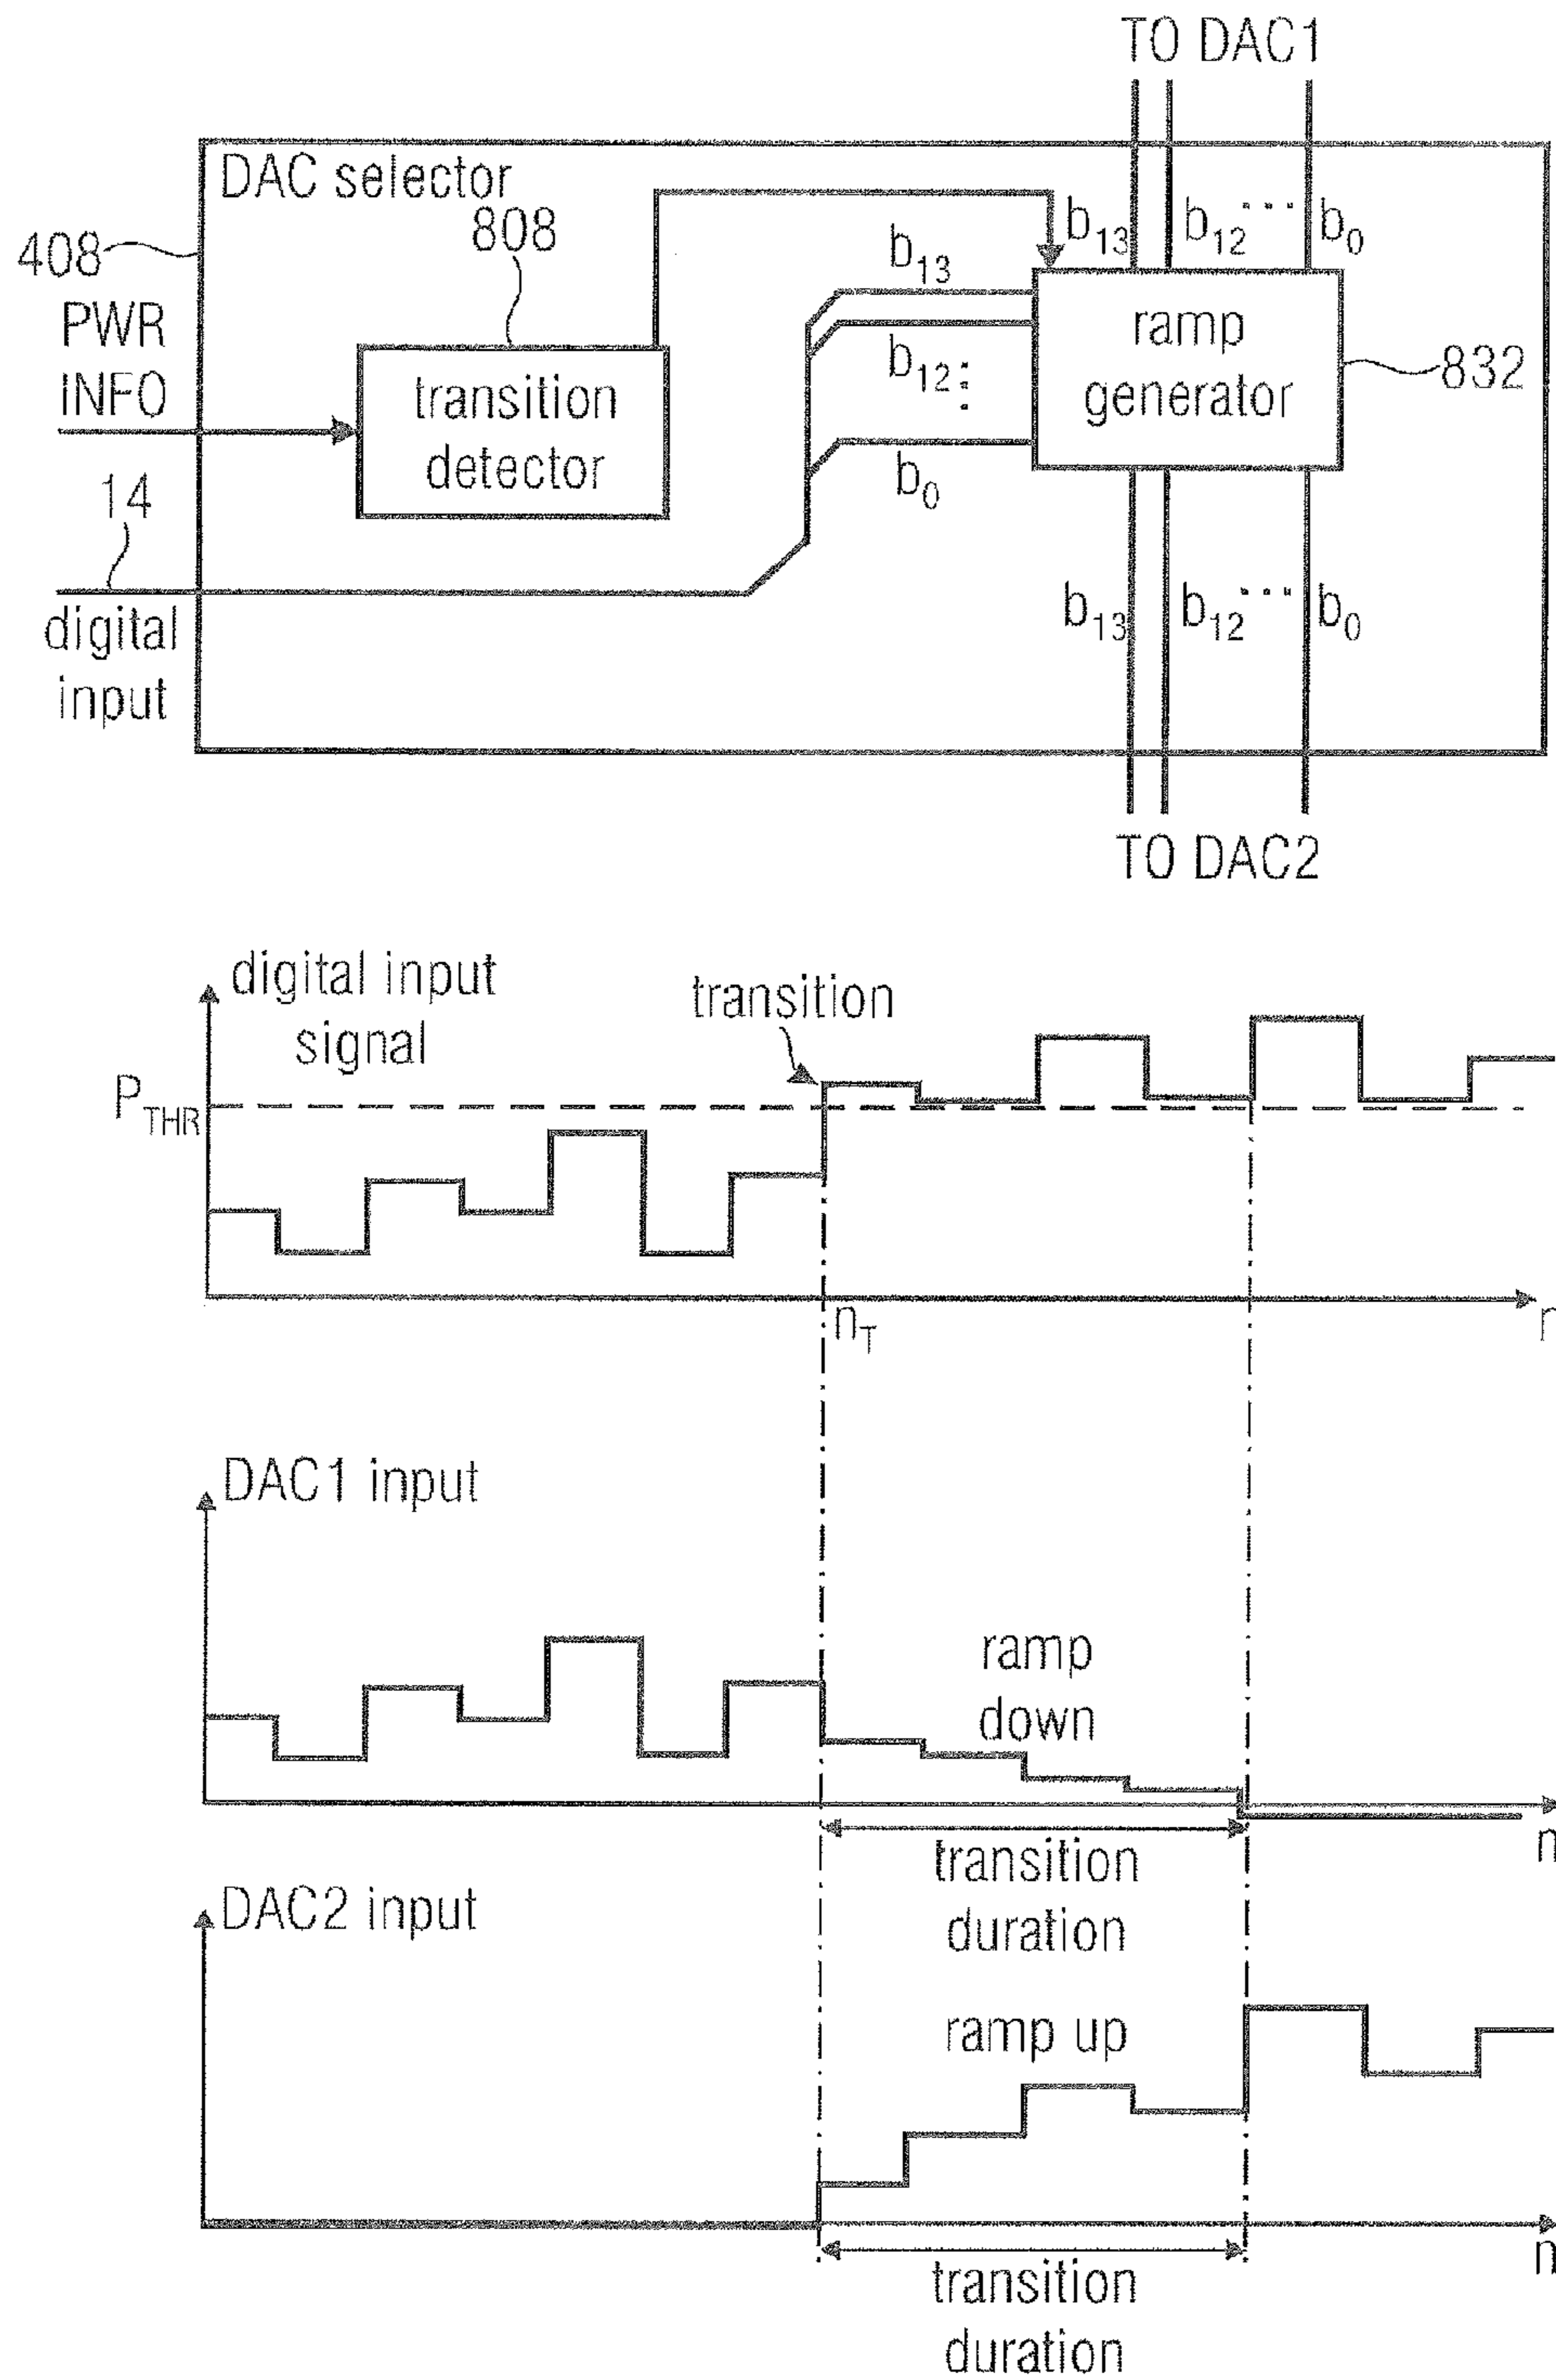 TO DAC1
DAC selector
408
808
b13
b12 ...
b0
b13
PWR
INFO
transition
detector
b12
b0
ramp
generator
832
14
digital
input
b13
b12 ...
b0
TO DAC2
digital input
signal
transition
PTHR
nT
n
DAC1 input
ramp
down
n
transition
duration
DAC2 input
ramp up
n
transition
duration